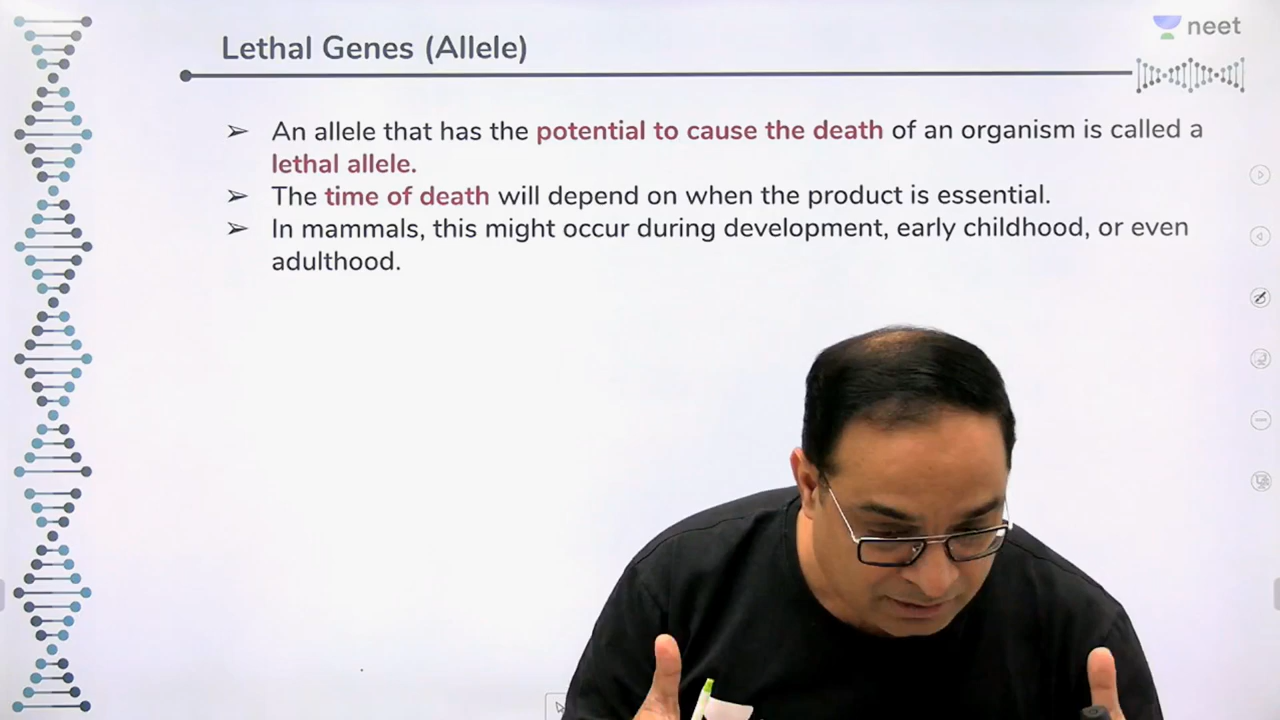 Lethal Genes (Allele)
neet
➢ An allele that has the potential to cause the death of an organism is called a
lethal allele.
➢ The time of death will depend on when the product is essential.
➢ In mammals, this might occur during development, early childhood, or even
adulthood.